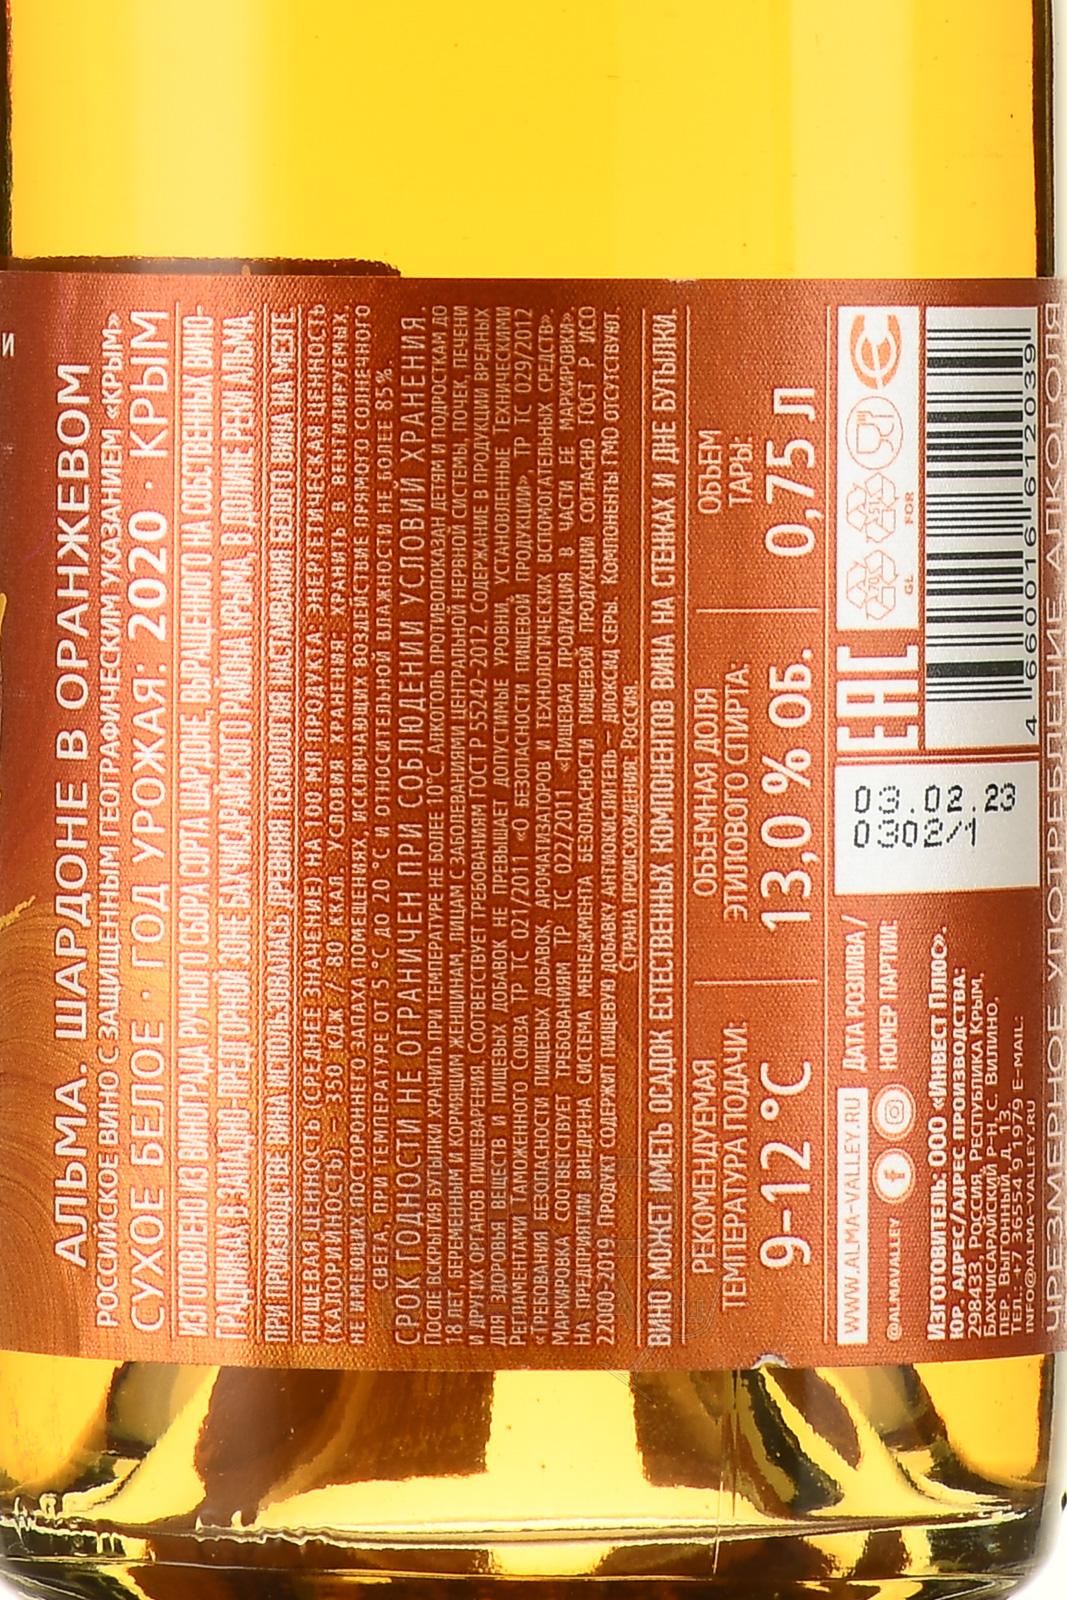 АЛЬМА. ШАРДОНЕ В ОРАНЖЕВОМ
РОССИЙСКОЕ ВИНО С ЗАЩИЩЕННЫМ ГЕОГРАФИЧЕСКИМ УКАЗАНИЕМ «КРЫМ»
СУХОЕ БЕЛОЕ · ГОД УРОЖАЯ: 2020 · КРЫМ
ИЗГОТОВЛЕНО ИЗ ВИНОГРАДА РУЧНОГО СБОРА СОРТА ШАРДОНЕ, ВЫРАЩЕННОГО НА СОБСТВЕННЫХ ВИНО-
ГРАДНИКАХ В ЗАПАДНО-ПРЕДГОРНОЙ ЗОНЕ БАХЧИСАРАЙСКОГО РАЙОНА КРЫМА, В ДОЛИНЕ РЕКИ АЛЬМА.
ПРИ ПРОИЗВОДСТВЕ ВИНА ИСПОЛЬЗОВАЛАСЬ ДРЕВНЯЯ ТЕХНОЛОГИЯ НАСТАИВАНИЯ БЕЛОГО ВИНА НА МЕЗГЕ.
ПИЩЕВАЯ ЦЕННОСТЬ (СРЕДНЕЕ ЗНАЧЕНИЕ) НА 100 МЛ ПРОДУКТА: ЭНЕРГЕТИЧЕСКАЯ ЦЕННОСТЬ
(КАЛОРИЙНОСТЬ) – 350 КДЖ / 80 ККАЛ. УСЛОВИЯ ХРАНЕНИЯ: ХРАНИТЬ В ВЕНТИЛИРУЕМЫХ,
НЕ ИМЕЮЩИХ ПОСТОРОННЕГО ЗАПАХА ПОМЕЩЕНИЯХ, ИСКЛЮЧАЮЩИХ ВОЗДЕЙСТВИЕ ПРЯМОГО СОЛНЕЧНОГО
СВЕТА, ПРИ ТЕМПЕРАТУРЕ ОТ 5 °С ДО 20 °С И ОТНОСИТЕЛЬНОЙ ВЛАЖНОСТИ НЕ БОЛЕЕ 85%.
СРОК ГОДНОСТИ НЕ ОГРАНИЧЕН ПРИ СОБЛЮДЕНИИ УСЛОВИЙ ХРАНЕНИЯ.
ПОСЛЕ ВСКРЫТИЯ БУТЫЛКИ ХРАНИТЬ ПРИ ТЕМПЕРАТУРЕ НЕ БОЛЕЕ 10°С. АЛКОГОЛЬ ПРОТИВОПОКАЗАН ДЕТЯМ И ПОДРОСТКАМ ДО
18 ЛЕТ, БЕРЕМЕННЫМ И КОРМЯЩИМ ЖЕНЩИНАМ, ЛИЦАМ С ЗАБОЛЕВАНИЯМИ ЦЕНТРАЛЬНОЙ НЕРВНОЙ СИСТЕМЫ, ПОЧЕК, ПЕЧЕНИ
И ДРУГИХ ОРГАНОВ ПИЩЕВАРЕНИЯ. СООТВЕТСТВУЕТ ТРЕБОВАНИЯМ ГОСТ Р 55242-2012. СОДЕРЖАНИЕ В ПРОДУКЦИИ ВРЕДНЫХ
ДЛЯ ЗДОРОВЬЯ ВЕЩЕСТВ И ПИЩЕВЫХ ДОБАВОК НЕ ПРЕВЫШАЕТ ДОПУСТИМЫЕ УРОВНИ, УСТАНОВЛЕННЫЕ ТЕХНИЧЕСКИМИ
РЕГЛАМЕНТАМИ ТАМОЖЕННОГО СОЮЗА ТР ТС 021/2011 «О БЕЗОПАСНОСТИ ПИЩЕВОЙ ПРОДУКЦИИ», ТР ТС 029/2012
«ТРЕБОВАНИЯ БЕЗОПАСНОСТИ ПИЩЕВЫХ ДОБАВОК, АРОМАТИЗАТОРОВ И ТЕХНОЛОГИЧЕСКИХ ВСПОМОГАТЕЛЬНЫХ СРЕДСТВ».
МАРКИРОВКА СООТВЕТСТВУЕТ ТРЕБОВАНИЯМ ТР ТС 022/2011 «ПИЩЕВАЯ ПРОДУКЦИЯ В ЧАСТИ ЕЕ МАРКИРОВКИ».
НА ПРЕДПРИЯТИИ ВНЕДРЕНА СИСТЕМА МЕНЕДЖМЕНТА БЕЗОПАСНОСТИ ПИЩЕВОЙ ПРОДУКЦИИ СОГЛАСНО ГОСТ Р ИСО
22000-2019. ПРОДУКТ СОДЕРЖИТ ПИЩЕВУЮ ДОБАВКУ АНТИОКИСЛИТЕЛЬ – ДИОКСИД СЕРЫ. КОМПОНЕНТЫ ГМО ОТСУТСТВУЮТ.
СТРАНА ПРОИСХОЖДЕНИЯ: РОССИЯ.
ВИНО МОЖЕТ ИМЕТЬ ОСАДОК ЕСТЕСТВЕННЫХ КОМПОНЕНТОВ ВИНА НА СТЕНКАХ И ДНЕ БУТЫЛКИ.
РЕКОМЕНДУЕМАЯ
ТЕМПЕРАТУРА ПОДАЧИ:
9–12 °С
ОБЪЕМНАЯ ДОЛЯ
ЭТИЛОВОГО СПИРТА:
13,0 % ОБ.
ОБЪЕМ
ТАРЫ:
0,75 Л
WWW.ALMA-VALLEY.RU
@ALMAVALLEY
ДАТА РОЗЛИВА/
НОМЕР ПАРТИИ:
03.02.23
0302/1
EAC
GL
FOR
ИЗГОТОВИТЕЛЬ: ООО «ИНВЕСТ ПЛЮС».
ЮР. АДРЕС/АДРЕС ПРОИЗВОДСТВА:
298433, РОССИЯ, РЕСПУБЛИКА КРЫМ,
БАХЧИСАРАЙСКИЙ Р-Н, С. ВИЛИНО,
ПЕР. ВЫГОННЫЙ, Д. 13
ТЕЛ. +7 36554 9 1979 E-MAIL:
INFO@ALMA-VALLEY.RU
4 660016 612039
ЧРЕЗМЕРНОЕ УПОТРЕБЛЕНИЕ АЛКОГОЛЯ